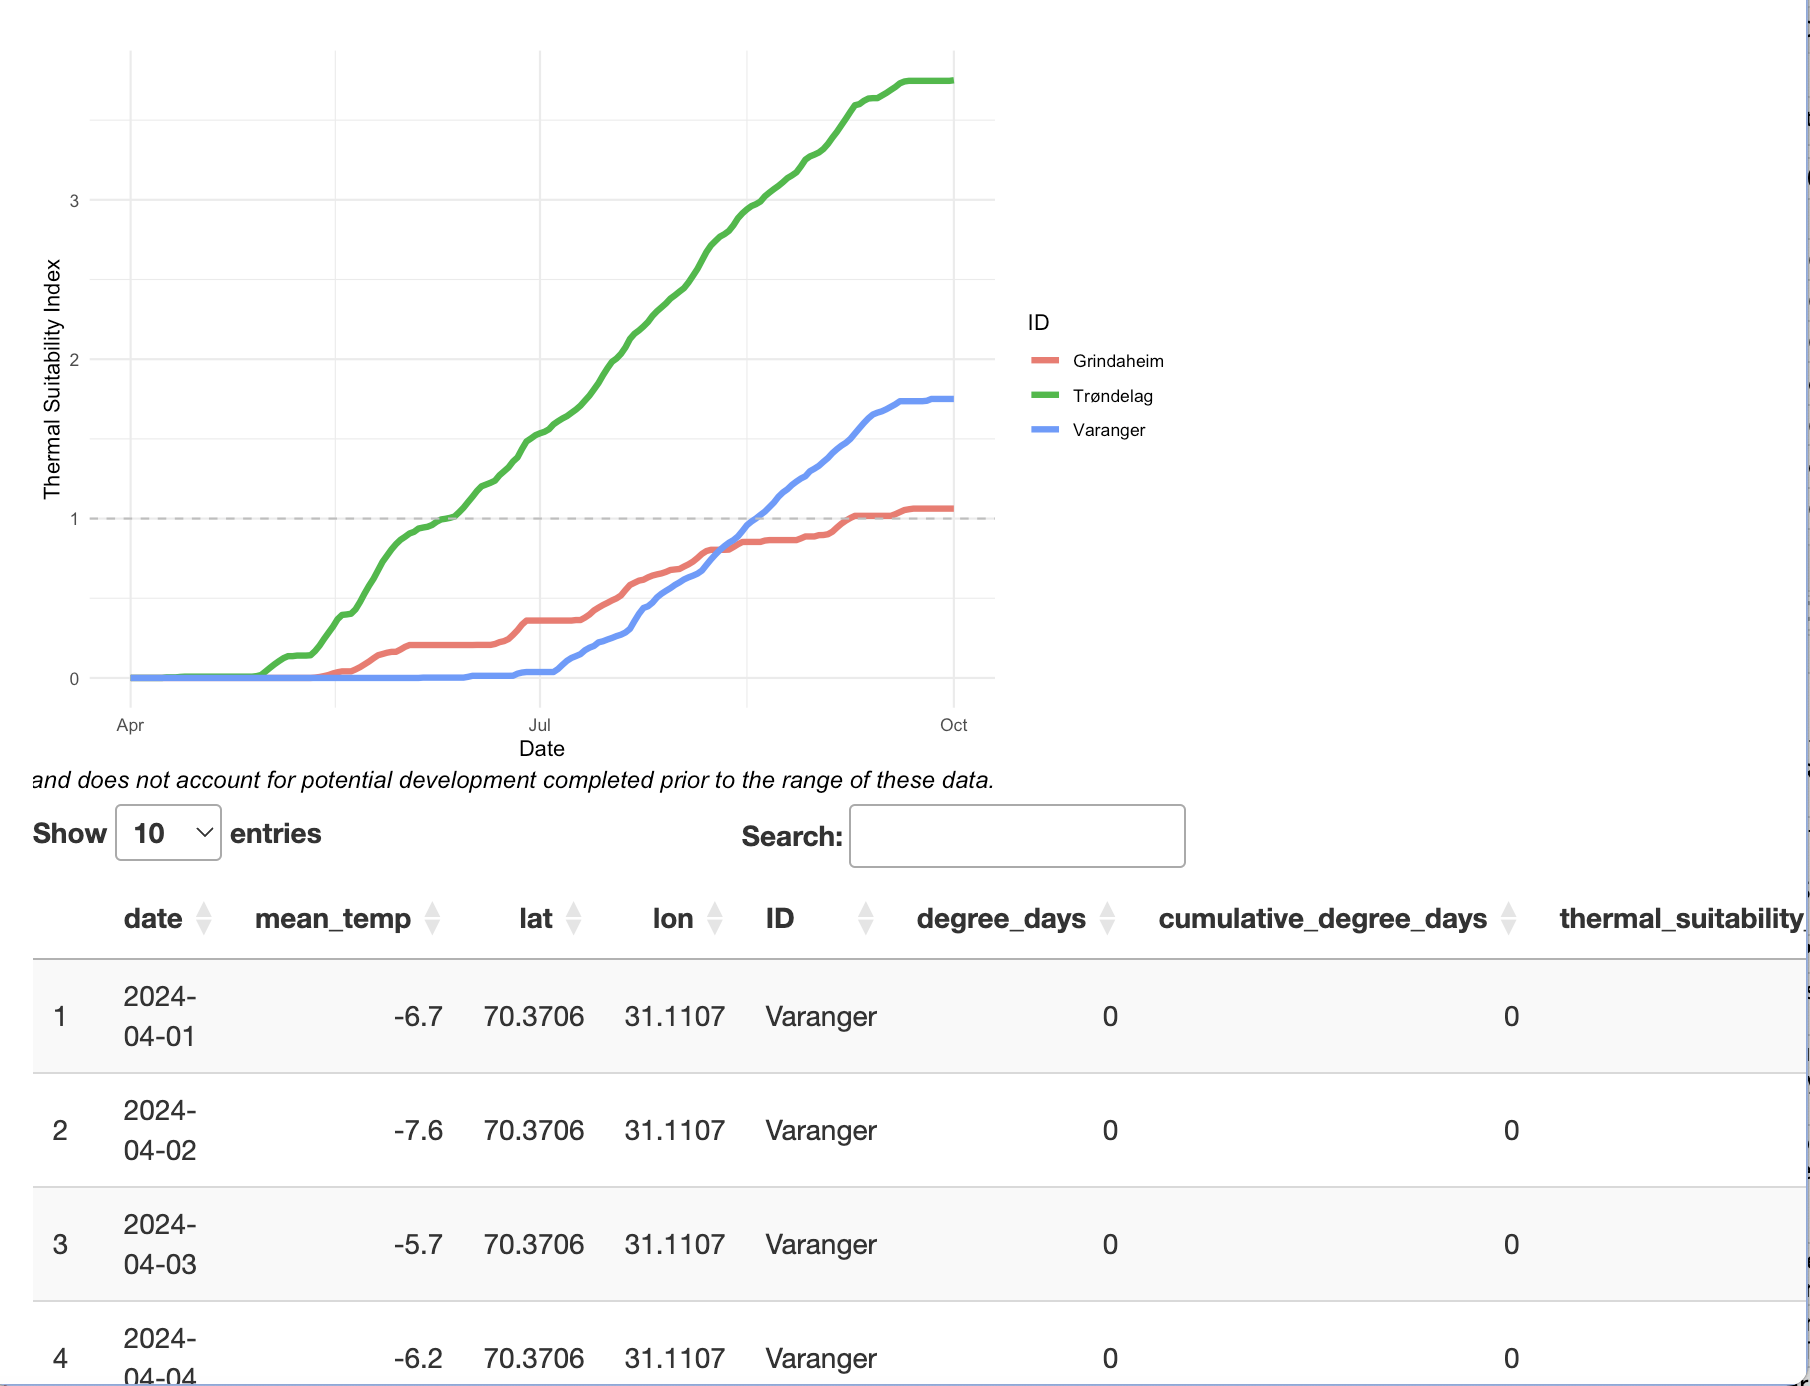 3
2
1
0
Thermal Suitability Index
Apr
Jul
Oct
Date
ID
Grindaheim
Trøndelag
Varanger
and does not account for potential development completed prior to the range of these data.
Show 10 entries
Search:
date mean_temp lat lon ID degree_days cumulative_degree_days thermal_suitability_
1 2024-04-01 -6.7 70.3706 31.1107 Varanger 0 0
2 2024-04-02 -7.6 70.3706 31.1107 Varanger 0 0
3 2024-04-03 -5.7 70.3706 31.1107 Varanger 0 0
4 2024-04-04 -6.2 70.3706 31.1107 Varanger 0 0